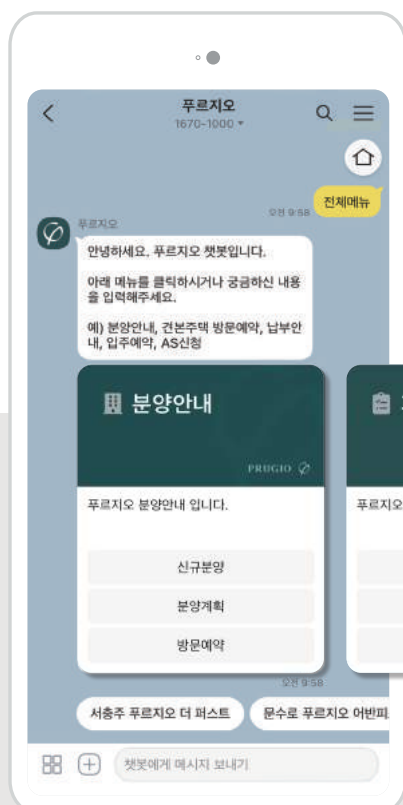 푸르지오
1670-1000
전체메뉴
오전 9:58
푸르지오
안녕하세요. 푸르지오 챗봇입니다.
아래 메뉴를 클릭하시거나 궁금하신 내용
을 입력해주세요.
예) 분양안내, 견본주택 방문예약, 납부안
내, 입주예약, AS신청
분양안내
PRUGIO
푸르지오 분양안내 입니다.
푸르지오
신규분양
분양계획
방문예약
오전 9:58
서충주 푸르지오 더 퍼스트
문수로 푸르지오 어반피
챗봇에게 메시지 보내기